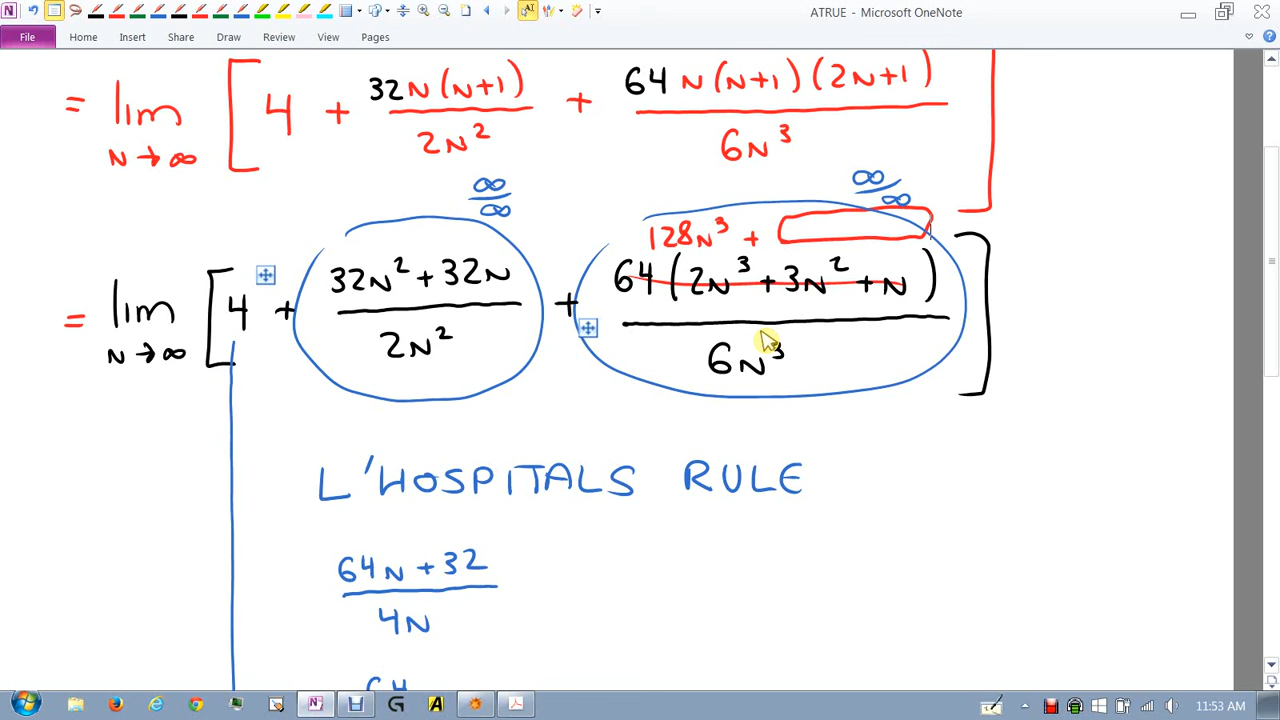 ATRUE - Microsoft OneNote
File Home Insert Share Draw Review View Pages
= lim N→∞ [ 4 + 32N(N+1) / 2N² + 64N(N+1)(2N+1) / 6N³ ]
∞/∞ ∞/∞
128N³ +
= lim N→∞ [ 4 + 32N² + 32N / 2N² + 64(2N³ + 3N² + N) / 6N³ ]
L'HOSPITALS RULE
64N + 32
4N
64
11:53 AM